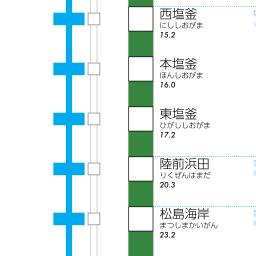 西塩釜
にししおがま
15.2
本塩釜
ほんしおがま
16.0
東塩釜
ひがししおがま
17.2
陸前浜田
りくぜんはまだ
20.3
松島海岸
まつしまかいがん
23.2